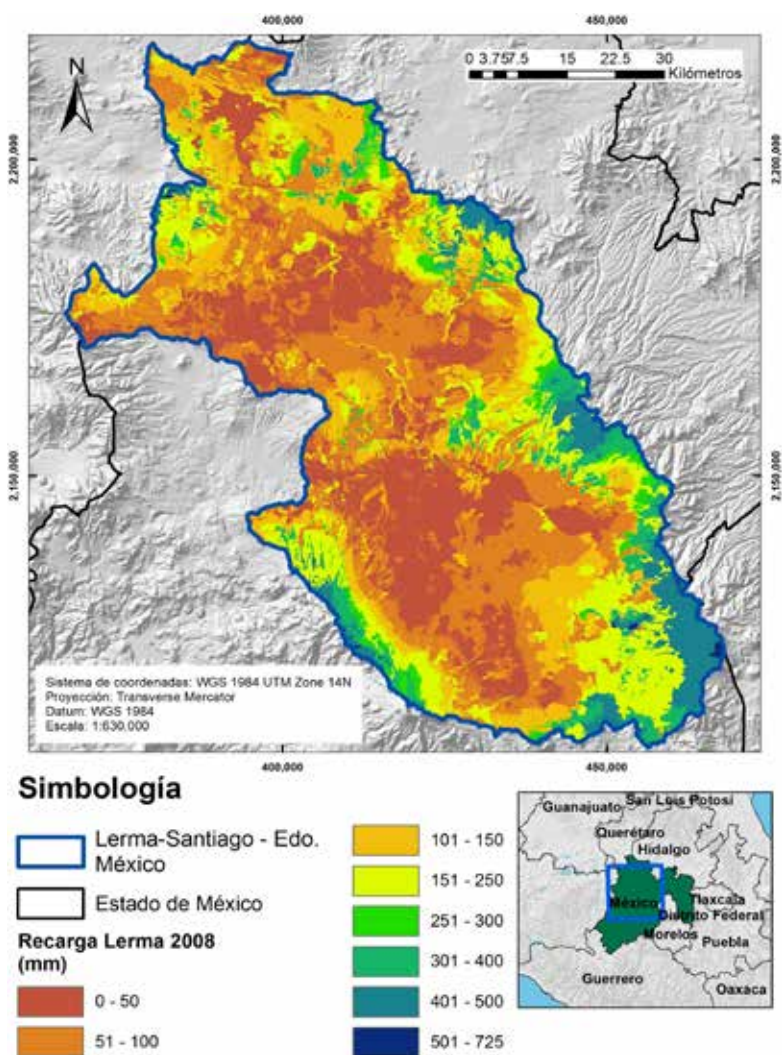 400,000
450,000
N
0 3.75 7.5 15 22.5 30
Kilómetros
2,200,000
2,200,000
2,150,000
2,150,000
Sistema de coordenadas: WGS 1984 UTM Zone 14N
Proyección: Transverse Mercator
Datum: WGS 1984
Escala: 1:630,000
400,000
450,000
Simbología
Lerma-Santiago - Edo.
México
Estado de México
Recarga Lerma 2008
(mm)
0 - 50
51 - 100
101 - 150
151 - 250
251 - 300
301 - 400
401 - 500
501 - 725
San Luis Potosí
Guanajuato
Querétaro
Hidalgo
México
Tlaxcala
Distrito Federal
Morelos
Puebla
Guerrero
Oaxaca